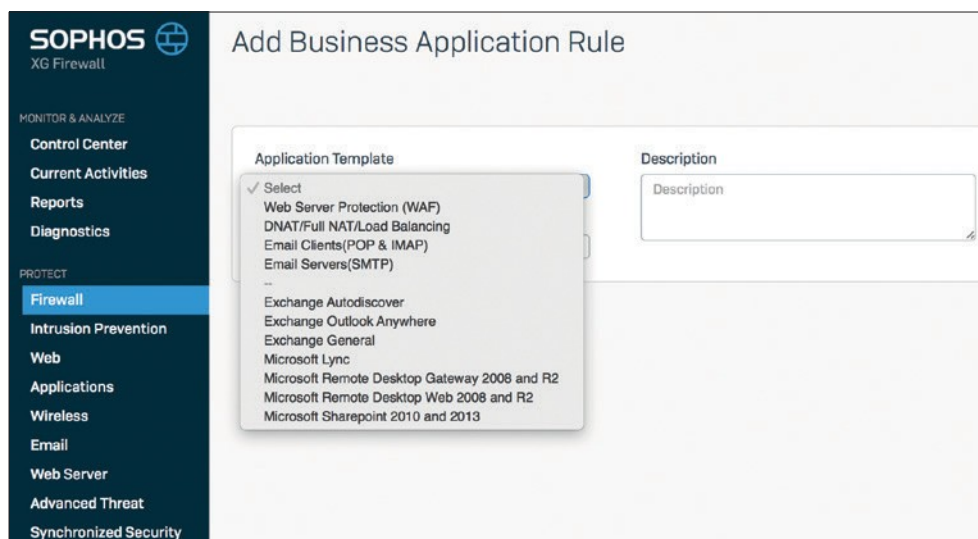 SOPHOS
XG Firewall
MONITOR & ANALYZE
Control Center
Current Activities
Reports
Diagnostics
PROTECT
Firewall
Intrusion Prevention
Web
Applications
Wireless
Email
Web Server
Advanced Threat
Synchronized Security
Add Business Application Rule
Application Template
✓ Select
Web Server Protection (WAF)
DNAT/Full NAT/Load Balancing
Email Clients(POP & IMAP)
Email Servers(SMTP)
--
Exchange Autodiscover
Exchange Outlook Anywhere
Exchange General
Microsoft Lync
Microsoft Remote Desktop Gateway 2008 and R2
Microsoft Remote Desktop Web 2008 and R2
Microsoft Sharepoint 2010 and 2013
Description
Description